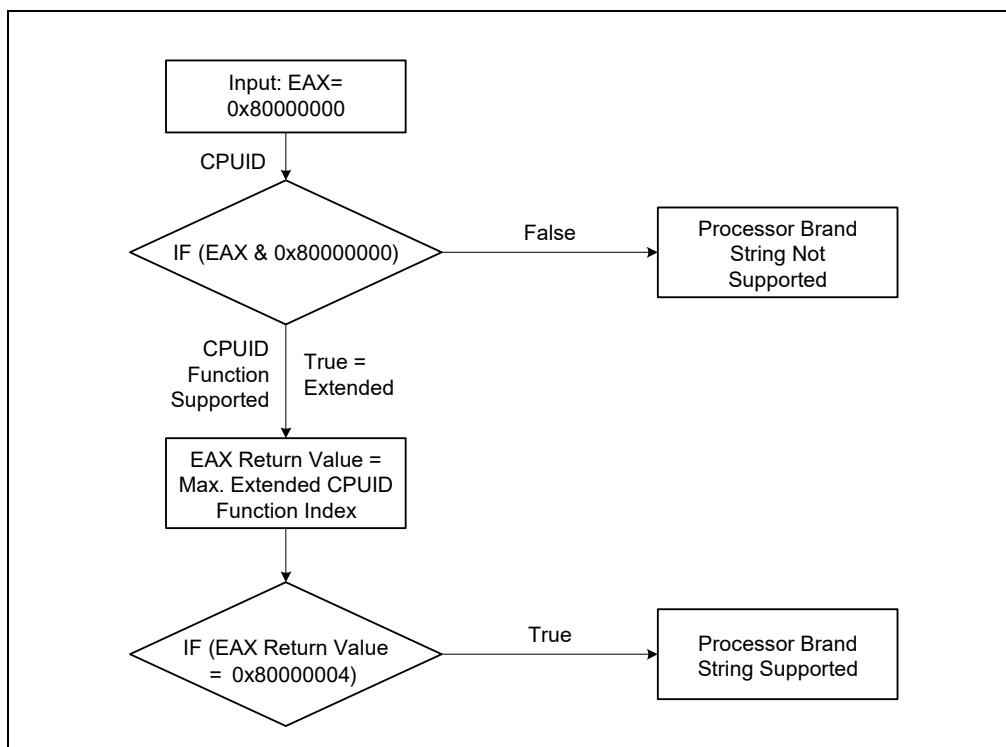 Input: EAX=
0x80000000
CPUID
IF (EAX & 0x80000000)
False
Processor Brand
String Not
Supported
CPUID
Function
Supported
True =
Extended
EAX Return Value =
Max. Extended CPUID
Function Index
IF (EAX Return Value
= 0x80000004)
True
Processor Brand
String Supported